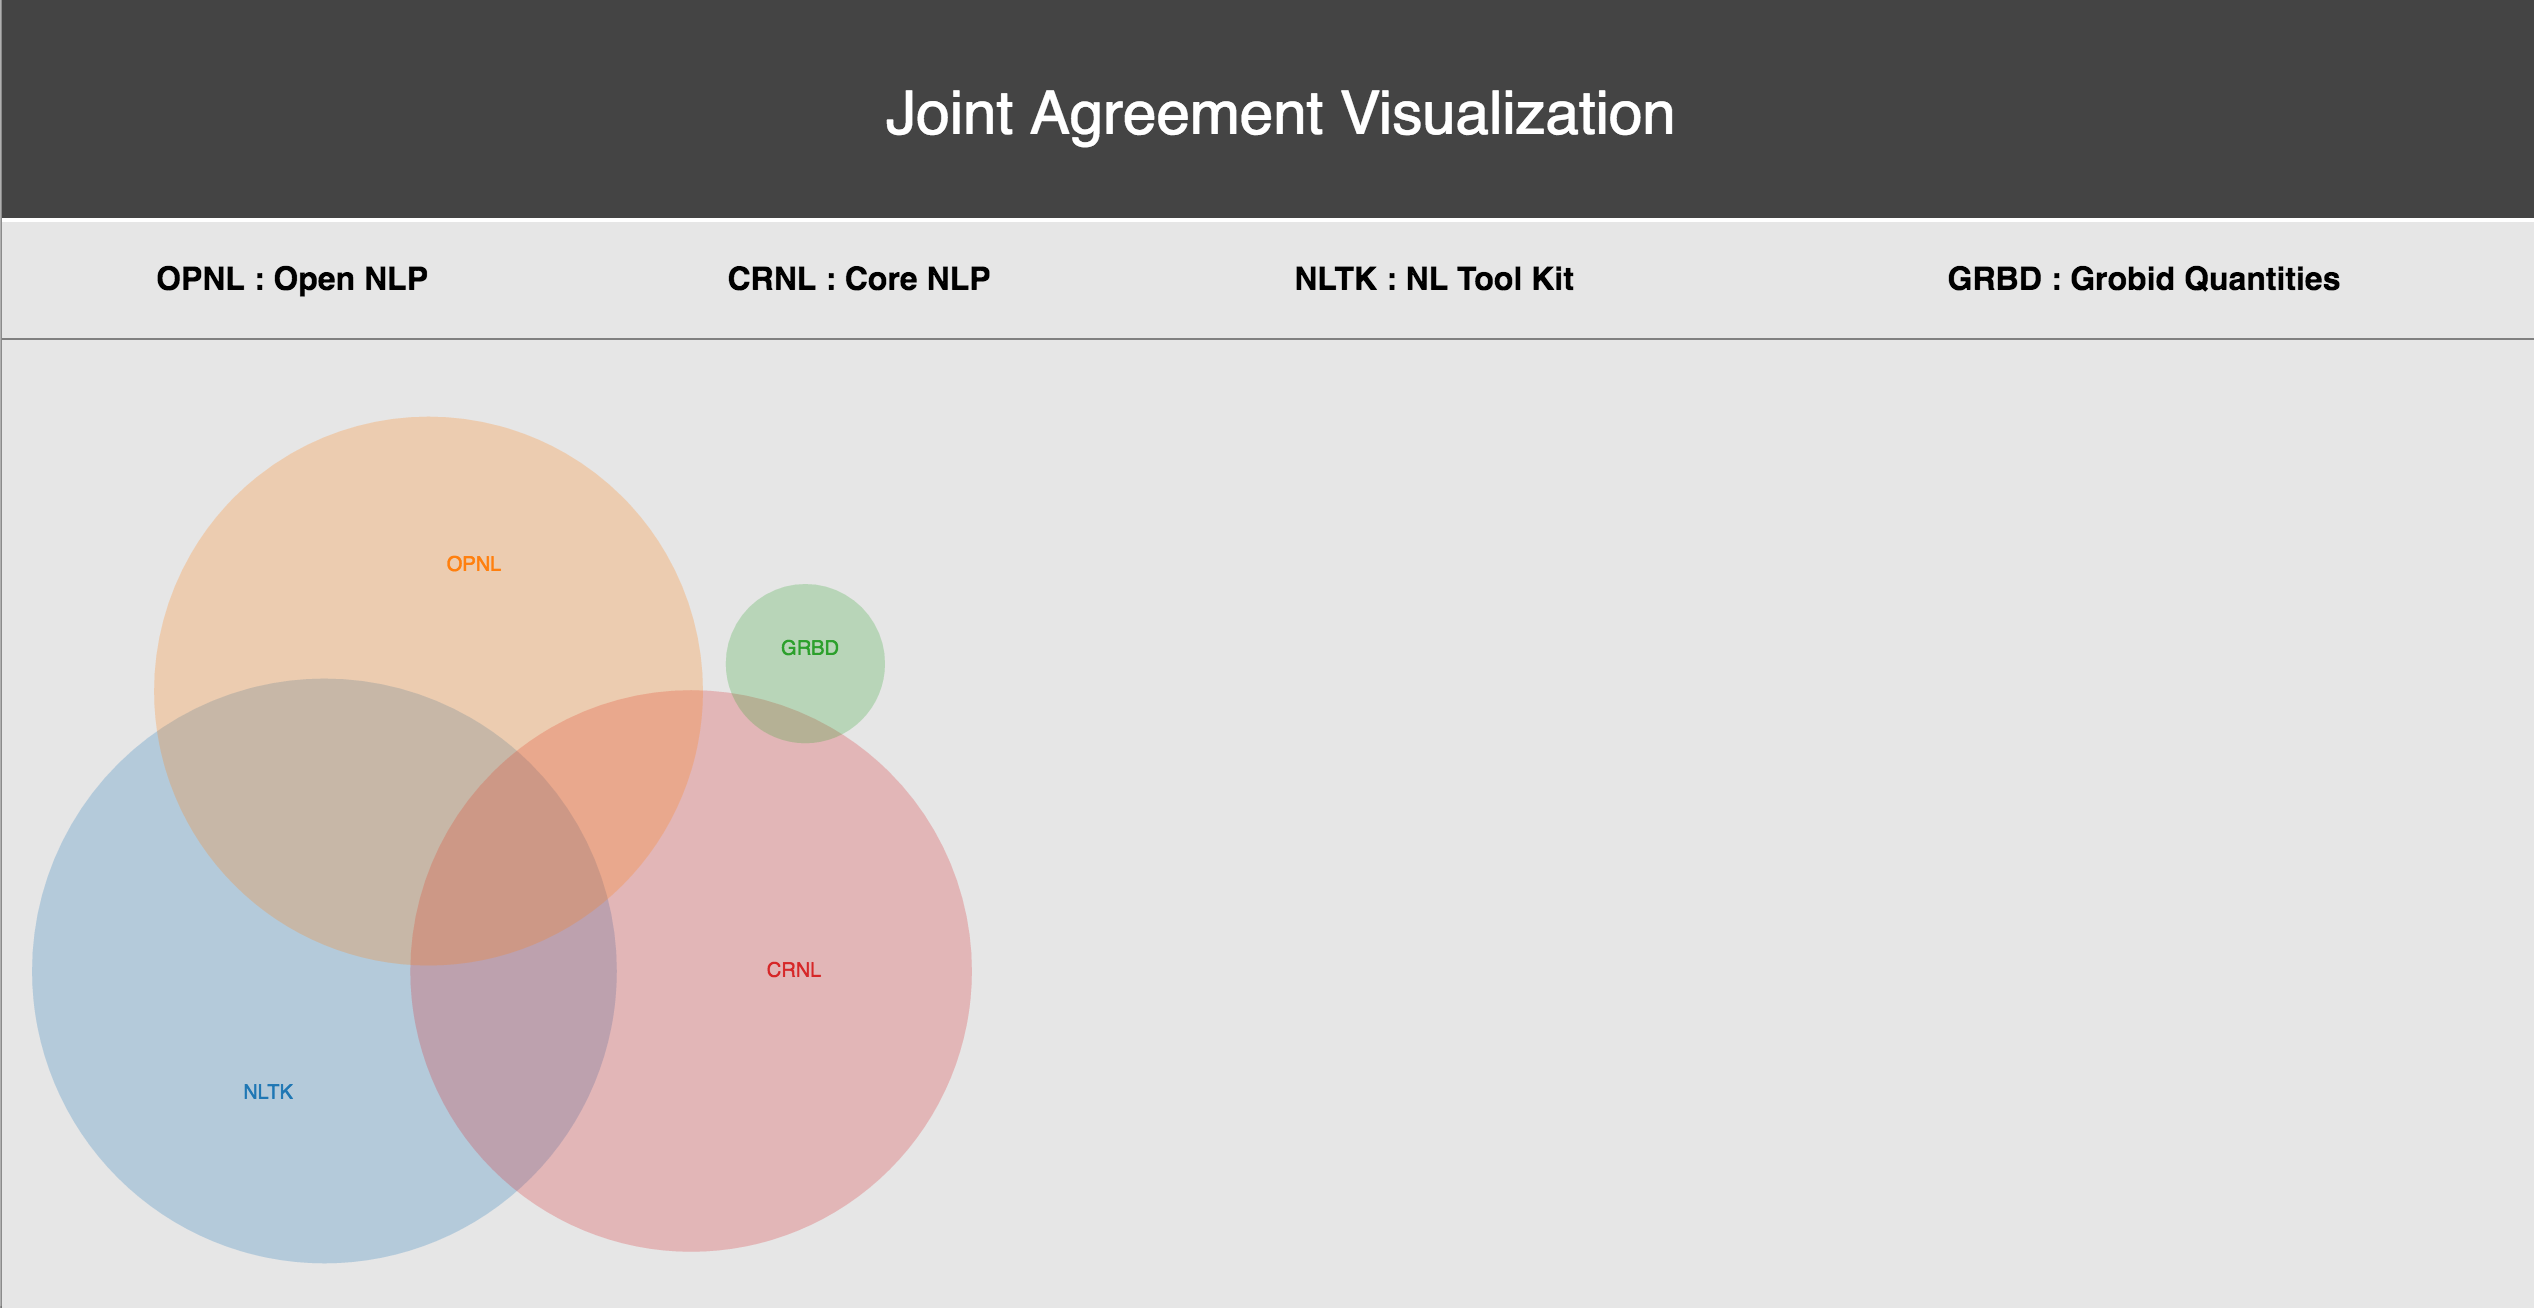 Joint Agreement Visualization
OPNL : Open NLP
CRNL : Core NLP
NLTK : NL Tool Kit
GRBD : Grobid Quantities
OPNL
GRBD
CRNL
NLTK